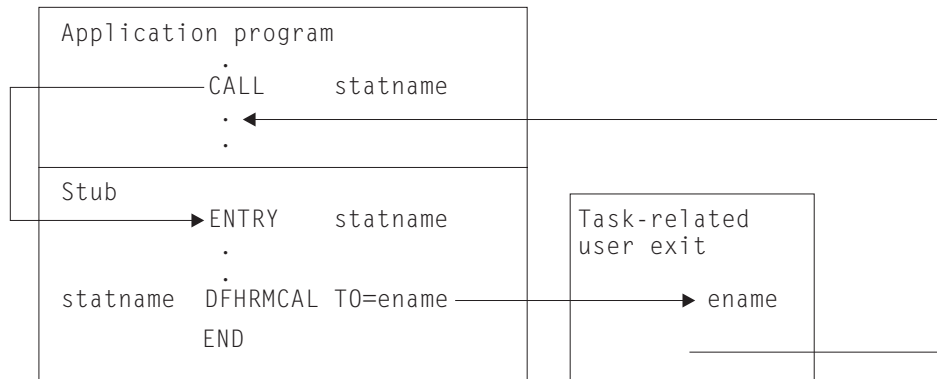 Application program
.
CALL statname
.
.
Stub
ENTRY statname
.
.
statname DFHRMCAL TO=ename
END
Task-related
user exit
ename